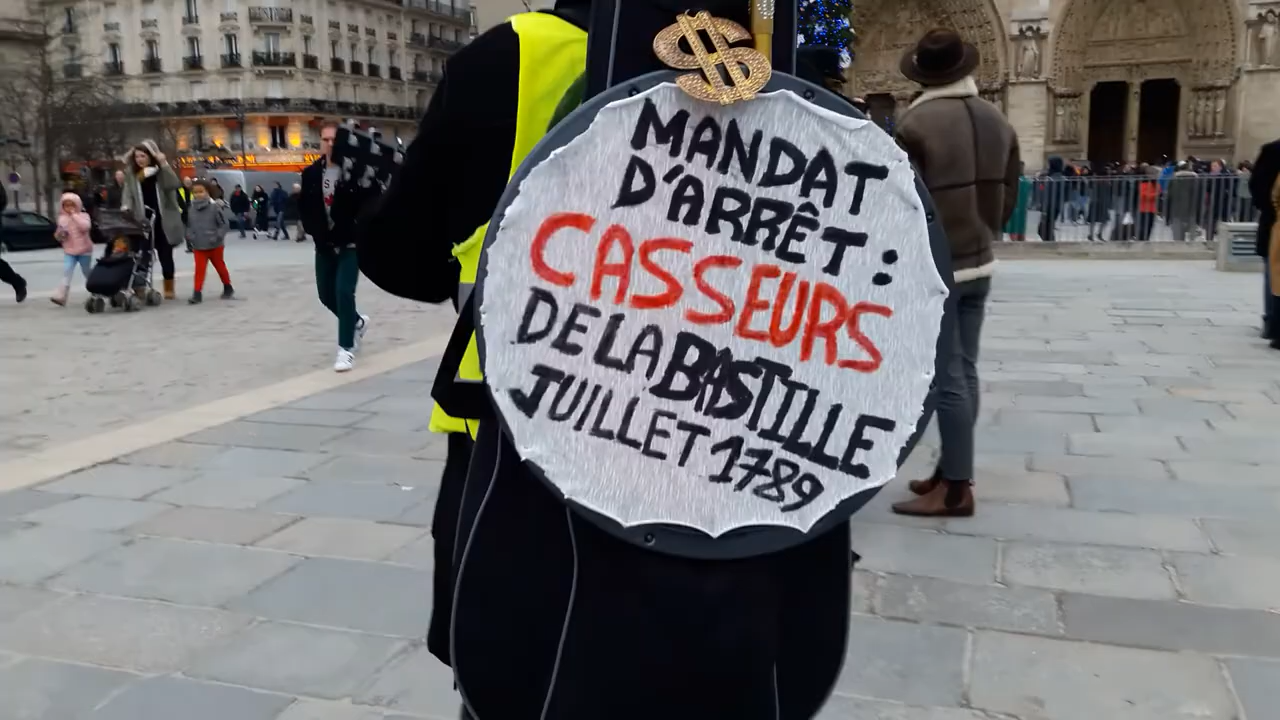 $
MANDAT
D'ARRÊT :
CASSEURS
DE LA BASTILLE
JUILLET 1789